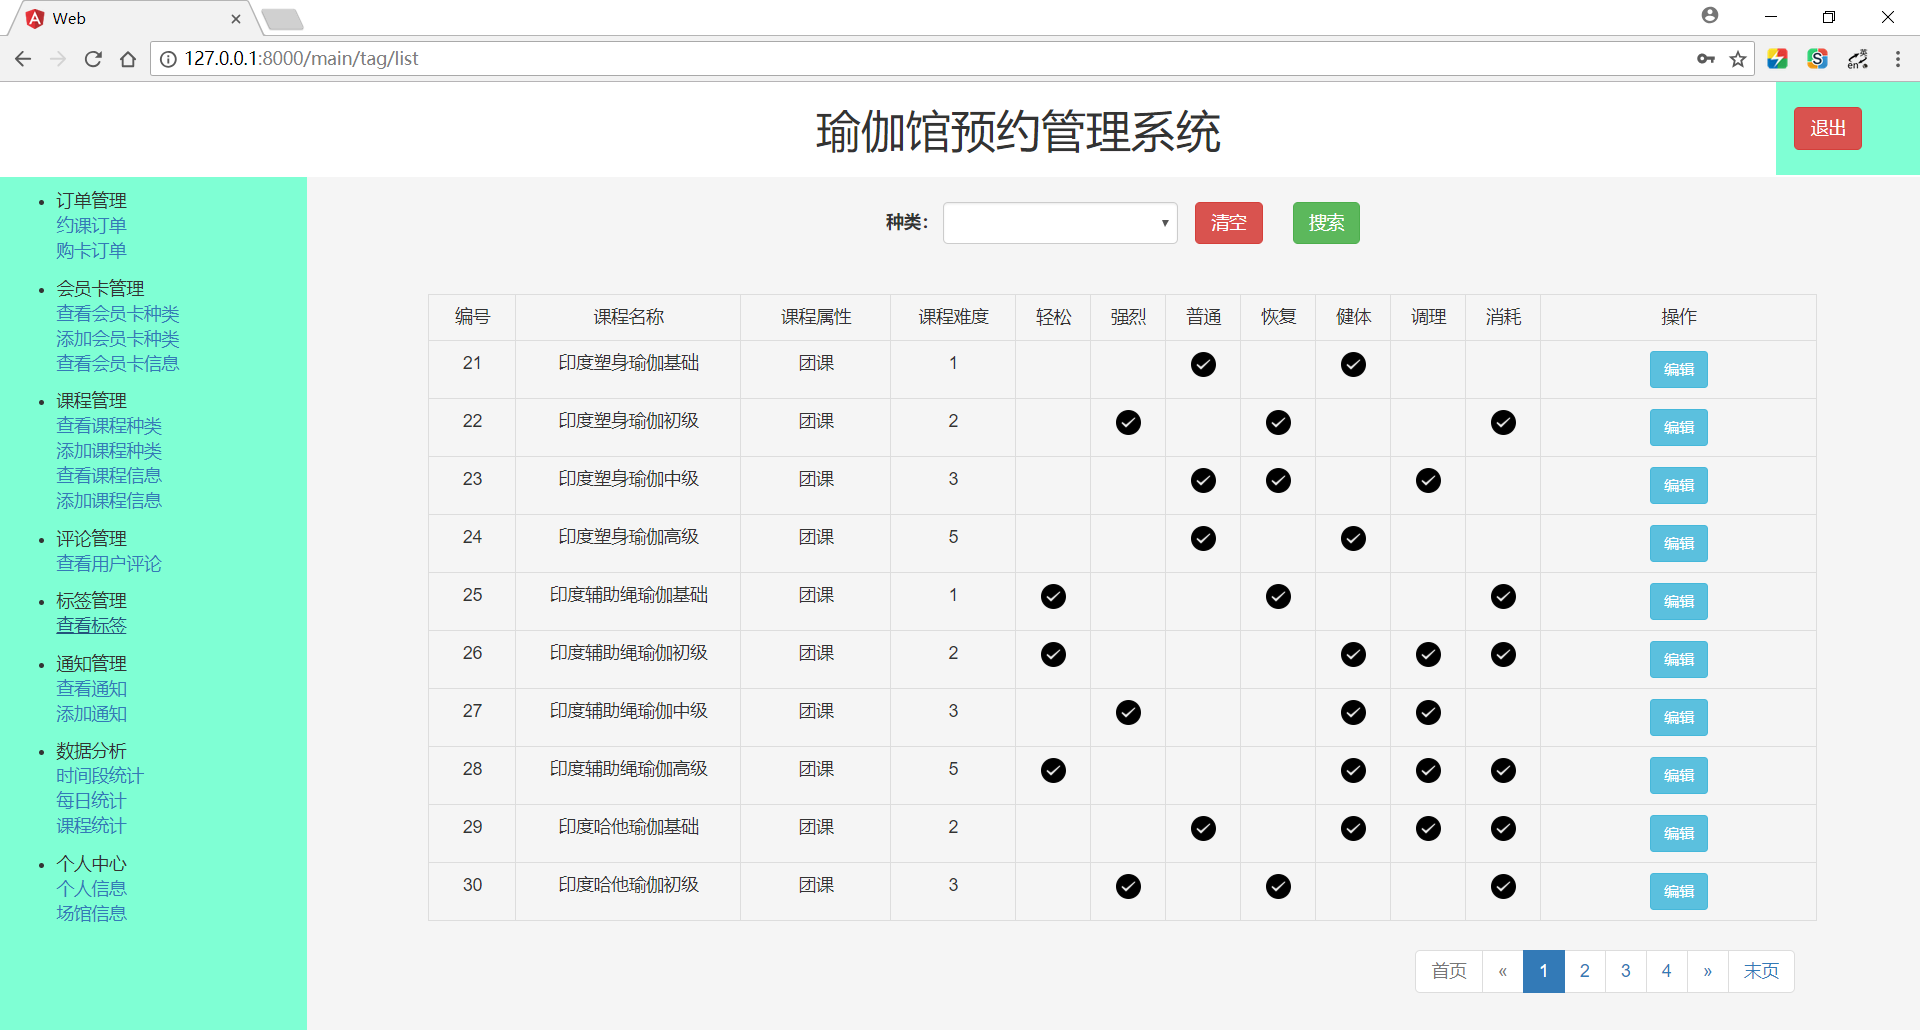 Web
127.0.0.1:8000/main/tag/list
英
en
瑜伽馆预约管理系统
退出
订单管理
约课订单
购卡订单
会员卡管理
查看会员卡种类
添加会员卡种类
查看会员卡信息
课程管理
查看课程种类
添加课程种类
查看课程信息
添加课程信息
评论管理
查看用户评论
标签管理
查看标签
通知管理
查看通知
添加通知
数据分析
时间段统计
每日统计
课程统计
个人中心
个人信息
场馆信息
种类: 清空 搜索
编号 课程名称 课程属性 课程难度 轻松 强烈 普通 恢复 健体 调理 消耗 操作
21 印度塑身瑜伽基础 团课 1 编辑
22 印度塑身瑜伽初级 团课 2 编辑
23 印度塑身瑜伽中级 团课 3 编辑
24 印度塑身瑜伽高级 团课 5 编辑
25 印度辅助绳瑜伽基础 团课 1 编辑
26 印度辅助绳瑜伽初级 团课 2 编辑
27 印度辅助绳瑜伽中级 团课 3 编辑
28 印度辅助绳瑜伽高级 团课 5 编辑
29 印度哈他瑜伽基础 团课 2 编辑
30 印度哈他瑜伽初级 团课 3 编辑
首页 « 1 2 3 4 » 末页